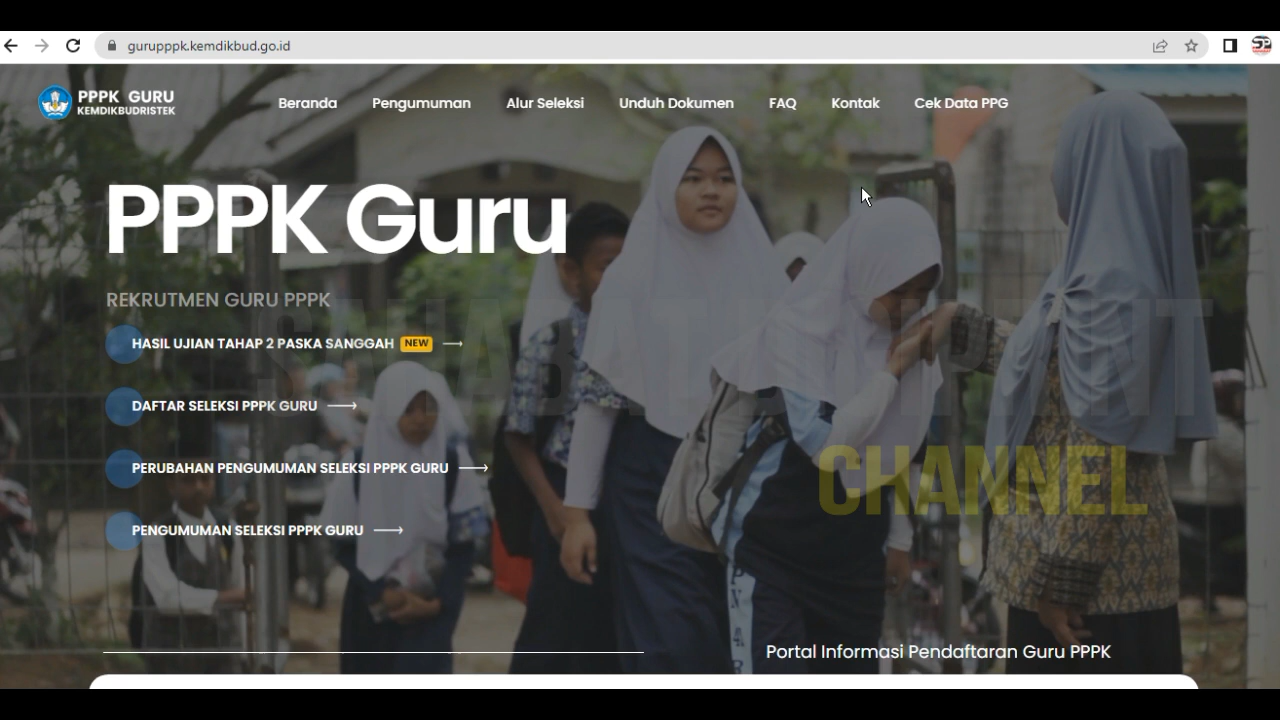 gurupppk.kemdikbud.go.id
PPPK GURU
KEMDIKBUDRISTEK
Beranda Pengumuman Alur Seleksi Unduh Dokumen FAQ Kontak Cek Data PPG
PPPK Guru
REKRUTMEN GURU PPPK
HASIL UJIAN TAHAP 2 PASKA SANGGAH NEW
DAFTAR SELEKSI PPPK GURU
PERUBAHAN PENGUMUMAN SELEKSI PPPK GURU
PENGUMUMAN SELEKSI PPPK GURU
SAHABAT
CHANNEL
Portal Informasi Pendaftaran Guru PPPK